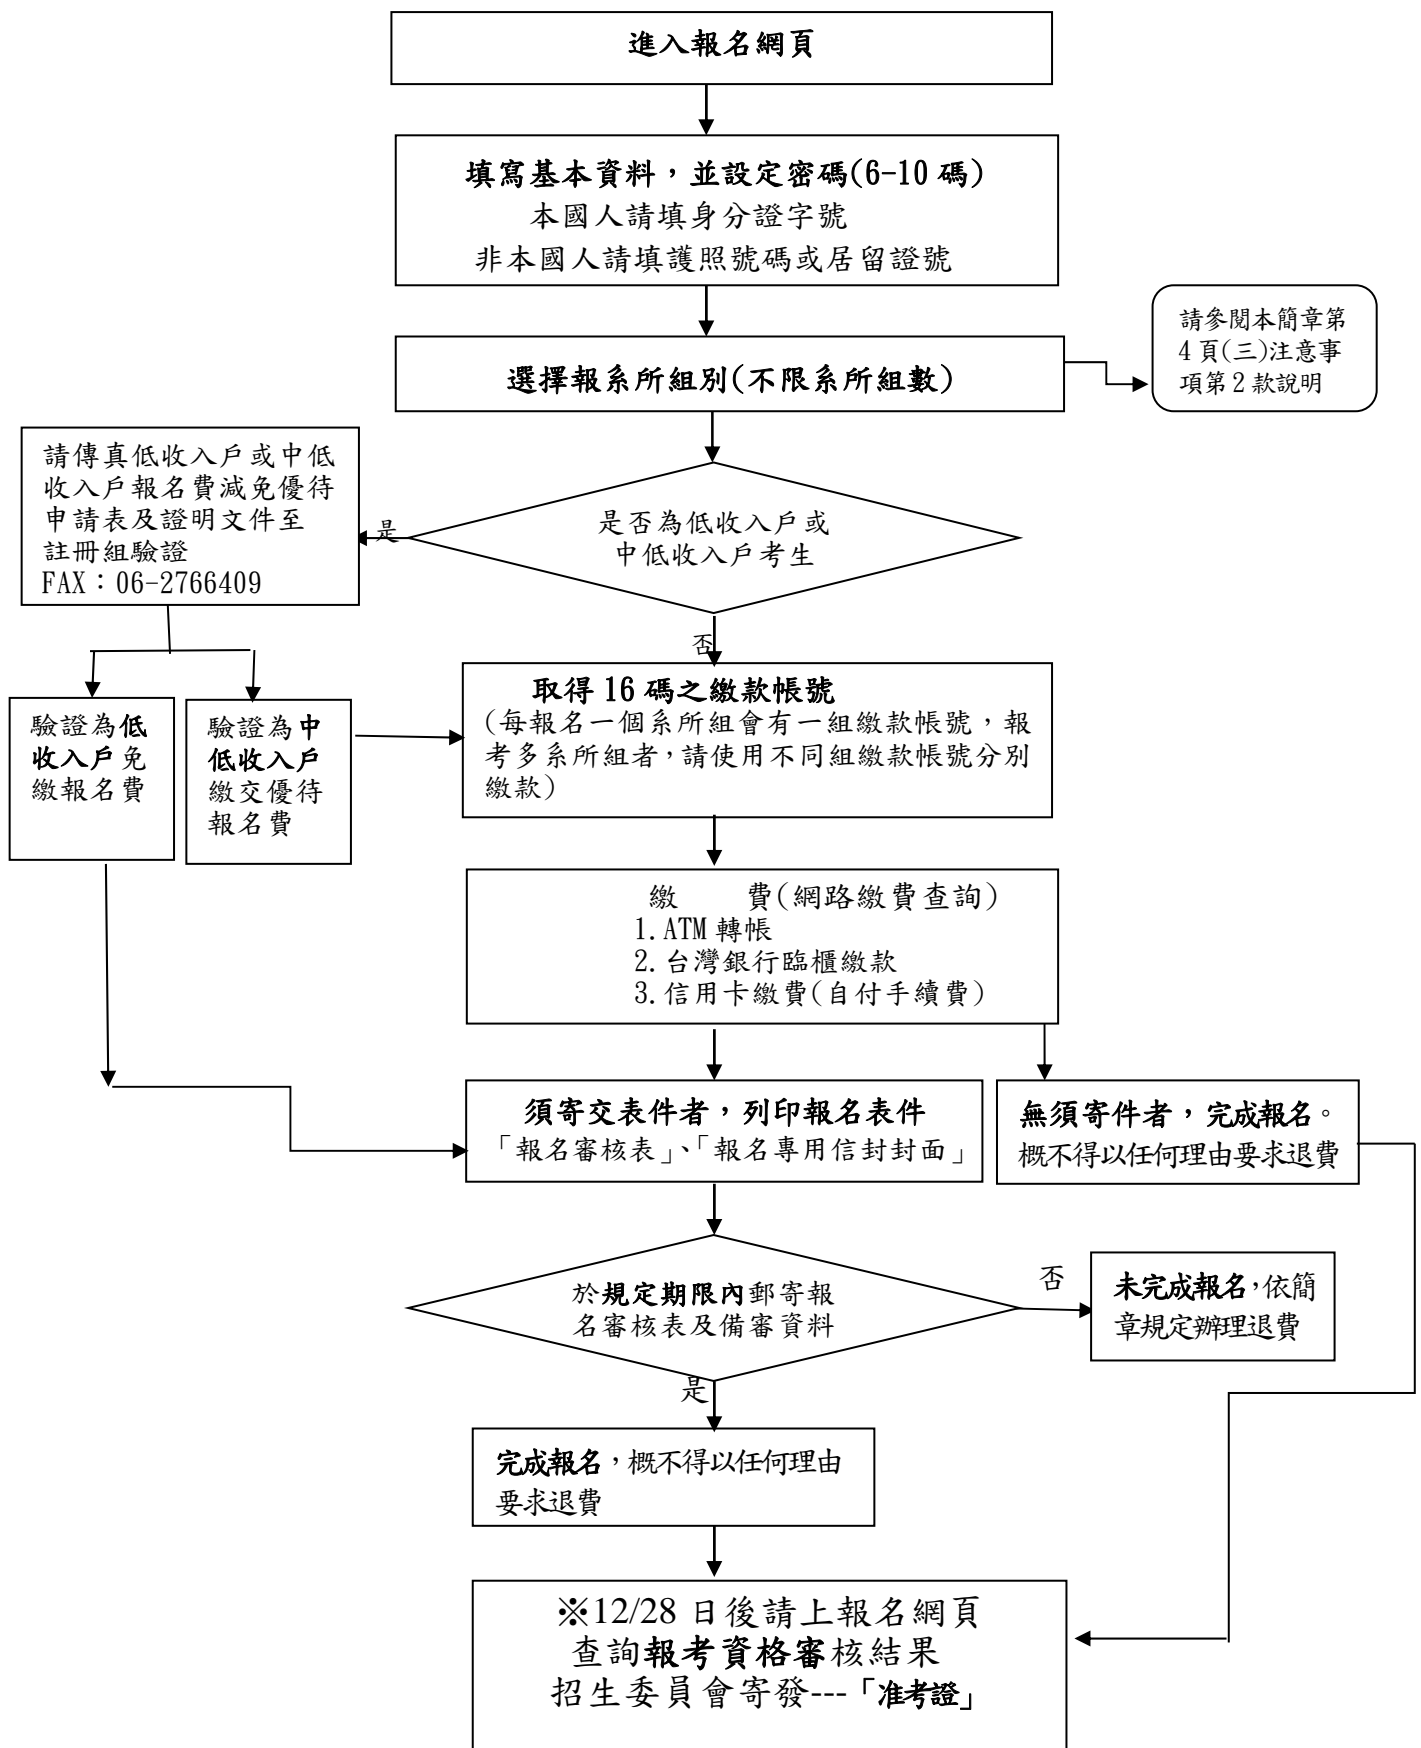 進入報名網頁
填寫基本資料，並設定密碼(6-10 碼)
本國人請填身分證字號
非本國人請填護照號碼或居留證號
選擇報系所組別(不限系所組數)
請參閱本簡章第
4 頁(三)注意事
項第 2 款說明
是否為低收入戶或
中低收入戶考生
是
請傳真低收入戶或中低
收入戶報名費減免優待
申請表及證明文件至
註冊組驗證
FAX：06-2766409
否
驗證為低
收入戶免
繳報名費
驗證為中
低收入戶
繳交優待
報名費
取得 16 碼之繳款帳號
(每報名一個系所組會有一組繳款帳號，報
考多系所組者，請使用不同組繳款帳號分別
繳款)
繳 費(網路繳費查詢)
1. ATM 轉帳
2. 台灣銀行臨櫃繳款
3. 信用卡繳費(自付手續費)
須寄交表件者，列印報名表件
「報名審核表」、「報名專用信封封面」
無須寄件者，完成報名。
概不得以任何理由要求退費
於規定期限內郵寄報
名審核表及備審資料
否
未完成報名，依簡
章規定辦理退費
是
完成報名，概不得以任何理由
要求退費
※12/28 日後請上報名網頁
查詢報考資格審核結果
招生委員會寄發---「准考證」